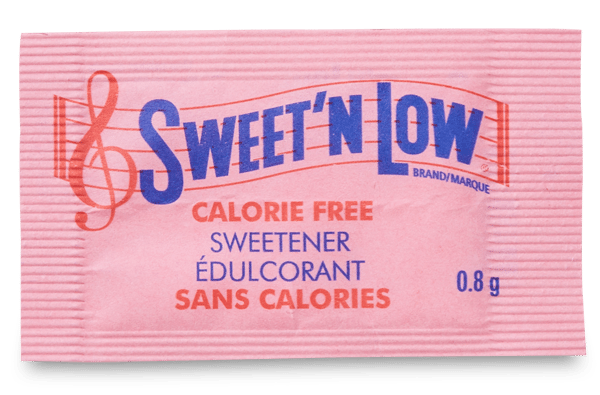 SWEET'N LOW
BRAND/MARQUE
CALORIE FREE
SWEETENER
ÉDULCORANT
SANS CALORIES
0.8 g